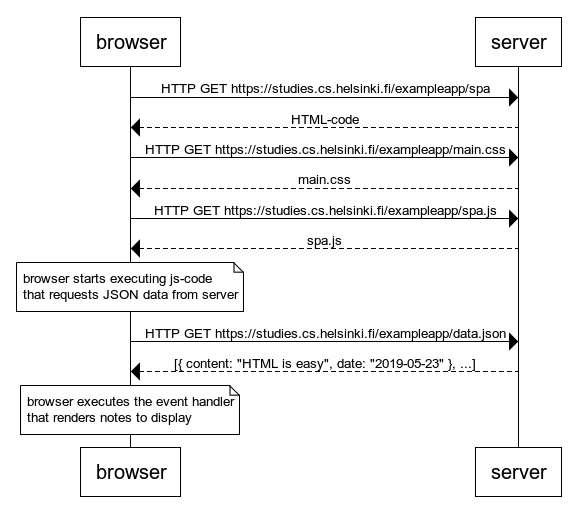 browser
server
HTTP GET https://studies.cs.helsinki.fi/exampleapp/spa
HTML-code
HTTP GET https://studies.cs.helsinki.fi/exampleapp/main.css
main.css
HTTP GET https://studies.cs.helsinki.fi/exampleapp/spa.js
spa.js
browser starts executing js-code
that requests JSON data from server
HTTP GET https://studies.cs.helsinki.fi/exampleapp/data.json
[{ content: "HTML is easy", date: "2019-05-23" }, ...]
browser executes the event handler
that renders notes to display
browser
server